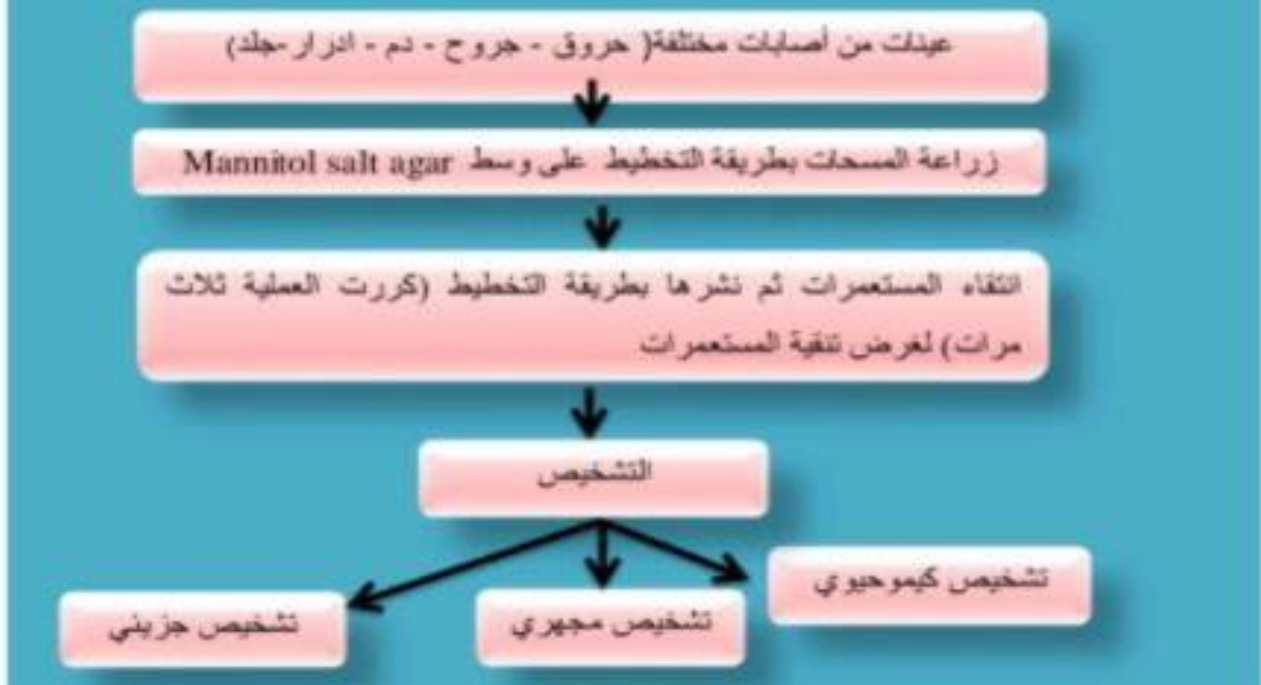 عينات من أصابات مختلفة( حروق - جروح - دم - ادرار -جلد)
زراعة المسحات بطريقة التخطيط على وسط Mannitol salt agar
انتقاء المستعمرات ثم نشرها بطريقة التخطيط (كررت العملية ثلاث
مرات) لغرض تنقية المستعمرات
التشخيص
تشخيص كيموحيوي
تشخيص مجهري
تشخيص جزيئي